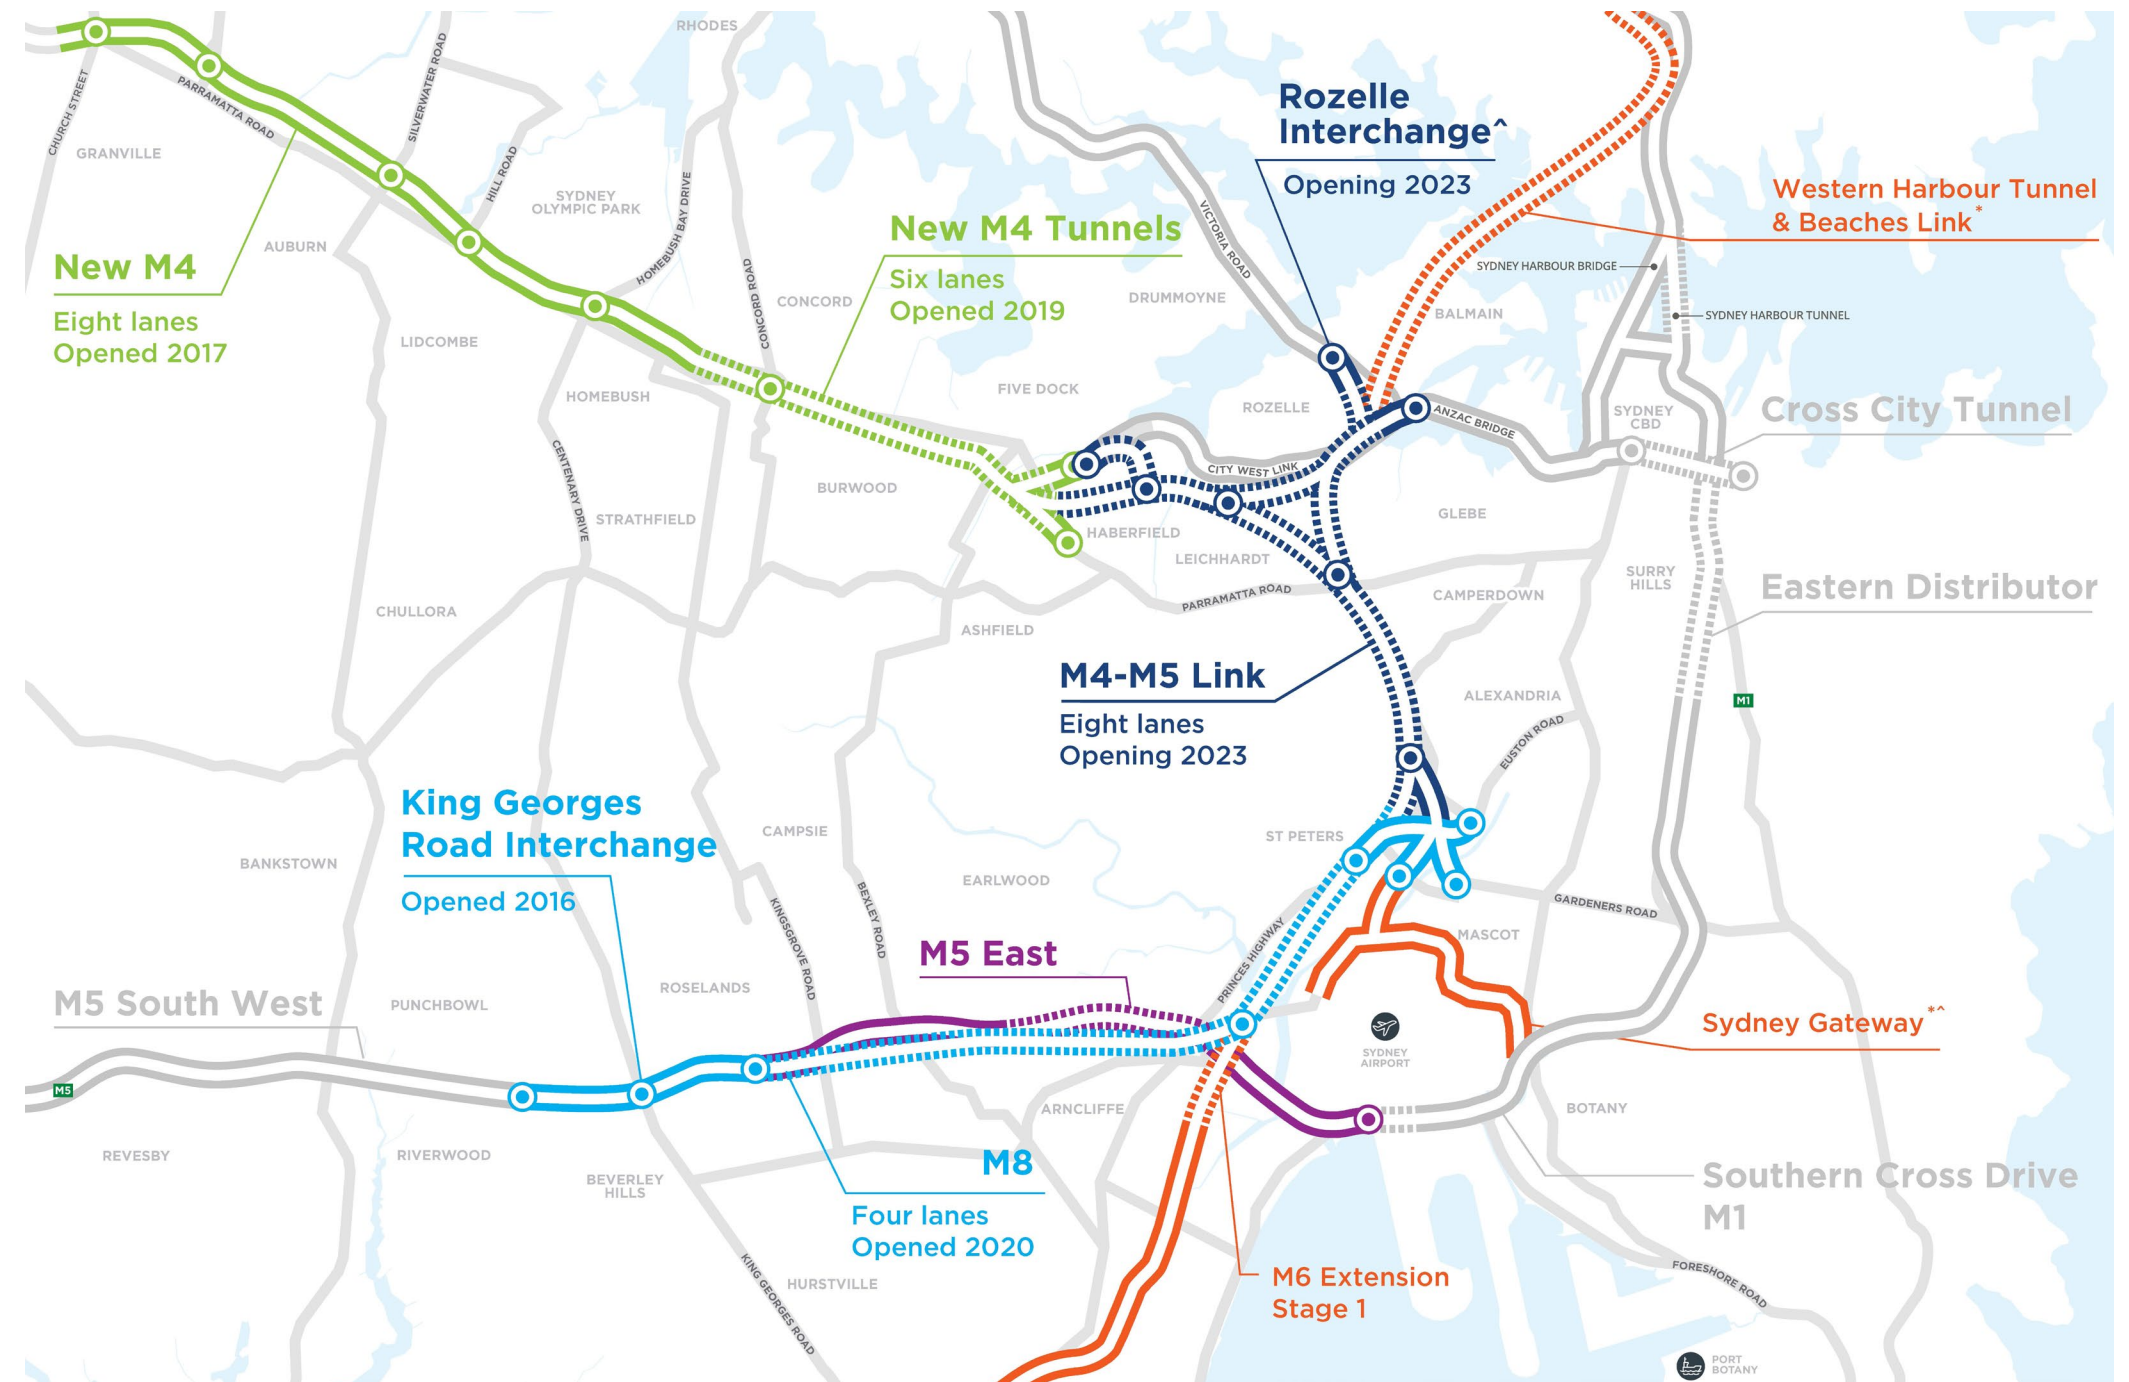 RHODES
CHURCH STREET
PARRAMATTA ROAD
SILVERWATER ROAD
GRANVILLE
HILL ROAD
SYDNEY
OLYMPIC PARK
HOMEBUSH BAY DRIVE
AUBURN
New M4
Eight lanes
Opened 2017
LIDCOMBE
CONCORD ROAD
CONCORD
New M4 Tunnels
Six lanes
Opened 2019
DRUMMOYNE
VICTORIA ROAD
Rozelle
Interchange^
Opening 2023
Western Harbour Tunnel
& Beaches Link*
SYDNEY HARBOUR BRIDGE
SYDNEY HARBOUR TUNNEL
BALMAIN
HOMEBUSH
FIVE DOCK
ROZELLE
ANZAC BRIDGE
SYDNEY
CBD
Cross City Tunnel
CENTENARY DRIVE
BURWOOD
CITY WEST LINK
STRATHFIELD
HABERFIELD
LEICHHARDT
GLEBE
SURRY
HILLS
Eastern Distributor
CHULLORA
ASHFIELD
PARRAMATTA ROAD
CAMPERDOWN
M4-M5 Link
Eight lanes
Opening 2023
ALEXANDRIA
EUSTON ROAD
M1
King Georges
Road Interchange
Opened 2016
CAMPSIE
ST PETERS
BANKSTOWN
EARLWOOD
KINGSGROVE ROAD
BEXLEY ROAD
GARDENERS ROAD
MASCOT
M5 East
PRINCES HIGHWAY
M5 South West
PUNCHBOWL
ROSELANDS
Sydney Gateway*^
SYDNEY
AIRPORT
M5
ARNCLIFFE
BOTANY
REVESBY
RIVERWOOD
BEVERLEY
HILLS
M8
Four lanes
Opened 2020
Southern Cross Drive
M1
KING GEORGES ROAD
HURSTVILLE
M6 Extension
Stage 1
FORESHORE ROAD
PORT
BOTANY